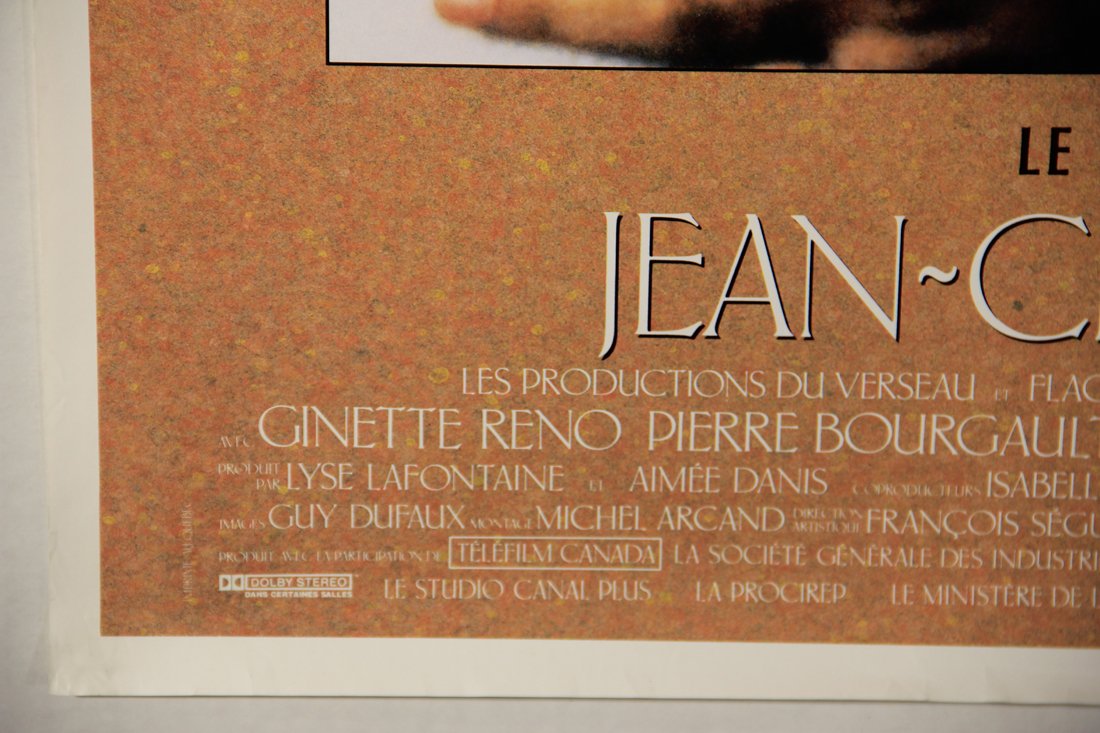 LE
JEAN~C
LES PRODUCTIONS DU VERSEAU ET FLAC
AVEC GINETTE RENO PIERRE BOURGAULT
PRODUIT PAR LYSE LAFONTAINE ET AIMÉE DANIS COPRODUCTEURS ISABELL
IMAGES GUY DUFAUX MONTAGE MICHEL ARCAND DIRECTION ARTISTIQUE FRANÇOIS SÉGU
PRODUIT AVEC LA PARTICIPATION DE TÉLÉFILM CANADA LA SOCIÉTÉ GÉNÉRALE DES INDUSTRI
DOLBY STEREO
DANS CERTAINES SALLES
LE STUDIO CANAL PLUS LA PROCIREP LE MINISTÈRE DE L